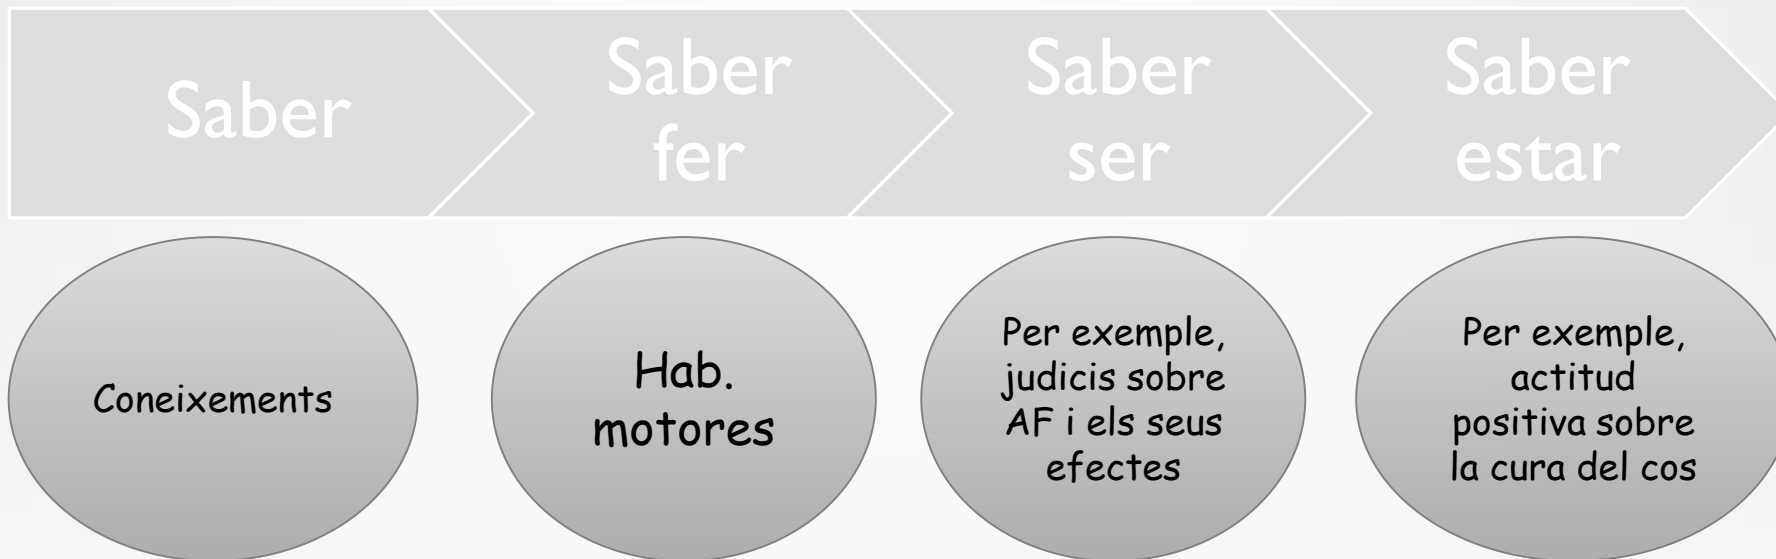 Saber
Saber
fer
Saber
ser
Saber
estar
Coneixements
Hab.
motores
Per exemple,
judicis sobre
AF i els seus
efectes
Per exemple,
actitud
positiva sobre
la cura del cos